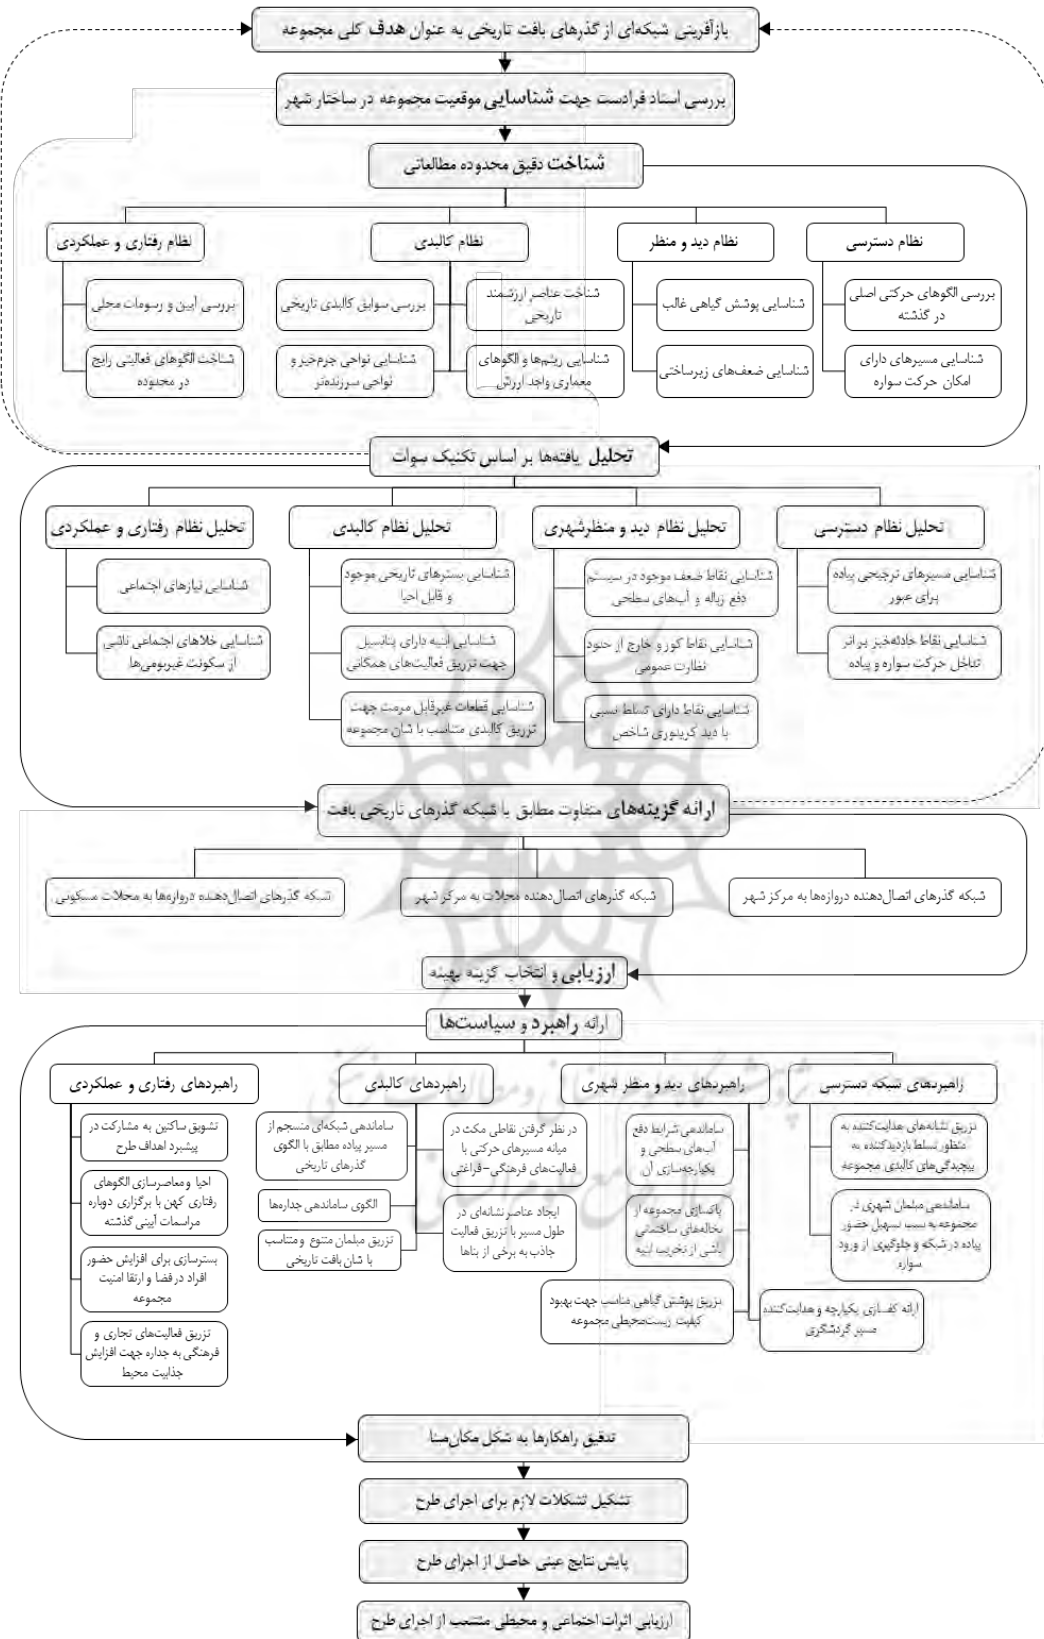 بازآفرینی شبکه‌ای از گذرهای بافت تاریخی به عنوان هدف کلی مجموعه
بررسی اسناد فرادست جهت شناسایی موقعیت مجموعه در ساختار شهر
شناخت دقیق محدوده مطالعاتی
نظام دسترسی
نظام دید و منظر
نظام کالبدی
نظام رفتاری و عملکردی
بررسی الگوهای حرکتی اصلی
در گذشته
شناسایی مسیرهای دارای
امکان حرکت سواره
شناسایی پوشش گیاهی غالب
شناسایی ضعف‌های زیرساختی
شناخت عناصر ارزشمند
تاریخی
شناسایی ریتم‌ها و الگوهای
معماری واجد ارزش
بررسی سوابق کالبدی تاریخی
شناسایی نواحی جرم‌خیز و
نواحی سرزنده‌تر
بررسی آیین و رسومات محلی
شناخت الگوهای فعالیتی رایج
در محدوده
تحلیل یافته‌ها بر اساس تکنیک سوات
تحلیل نظام دسترسی
تحلیل نظام دید و منظرشهری
تحلیل نظام کالبدی
تحلیل نظام رفتاری و عملکردی
شناسایی مسیرهای ترجیحی پیاده
برای عبور
شناسایی نقاط حادثه‌خیز بر اثر
تداخل حرکت سواره و پیاده
شناسایی نقاط ضعف موجود در سیستم
دفع زباله و آب‌های سطحی
شناسایی نقاط کور و خارج از حدود
نظارت عمومی
شناسایی نقاط دارای تسلط نسبی
با دید کریدوری شاخص
شناسایی بسترهای تاریخی موجود
و قابل احیا
شناسایی ابنیه دارای پتانسیل
جهت تزریق فعالیت‌های همگانی
شناسایی قطعات غیرقابل مرمت جهت
تزریق کالبدی متناسب با شان مجموعه
شناسایی نیازهای اجتماعی
شناسایی خلاهای اجتماعی ناشی
از سکونت غیربومی‌ها
ارائه گزینه‌های متفاوت مطابق با شبکه گذرهای تاریخی بافت
شبکه گذرهای اتصال‌دهنده دروازه‌ها به مرکز شهر
شبکه گذرهای اتصال‌دهنده محلات به مرکز شهر
شبکه گذرهای اتصال‌دهنده دروازه‌ها به محلات مسکونی
ارزیابی و انتخاب گزینه بهینه
ارائه راهبرد و سیاست‌ها
راهبردهای شبکه دسترسی
راهبردهای دید و منظر شهری
راهبردهای کالبدی
راهبردهای رفتاری و عملکردی
تزریق نشانه‌های هدایت‌کننده به
منظور تسلط بازدیدکننده به
پیچیدگی‌های کالبدی مجموعه
ساماندهی مبلمان شهری در
مجموعه به سبب تسهیل حضور
پیاده در شبکه و جلوگیری از ورود
سواره
ارائه کفسازی یکپارچه و هدایت‌کننده
مسیر گردشگری
ساماندهی شرایط دفع
آب‌های سطحی و
یکپارچه‌سازی آن
پاکسازی مجموعه از
نخاله‌های ساختمانی
ناشی از تخریب ابنیه
تزریق پوشش گیاهی مناسب جهت بهبود
کیفیت زیست‌محیطی مجموعه
در نظر گرفتن نقاطی مکث در
میانه مسیرهای حرکتی با
فعالیت‌های فرهنگی-فراغتی
ایجاد عناصر نشانه‌ای در
طول مسیر با تزریق فعالیت
جاذب به برخی از بناها
ساماندهی شبکه‌ای منسجم از
مسیر پیاده مطابق با الگوی
گذرهای تاریخی
الگوی ساماندهی جداره‌ها
تزریق مبلمان متنوع و متناسب
با شان بافت تاریخی
تشویق ساکنین به مشارکت در
پیشبرد اهداف طرح
احیا و معاصرسازی الگوهای
رفتاری کهن با برگزاری دوباره
مراسمات آیینی گذشته
بسترسازی برای افزایش حضور
افراد در فضا و ارتقا امنیت
مجموعه
تزریق فعالیت‌های تجاری و
فرهنگی به جداره جهت افزایش
جذابیت محیط
تدقیق راهکارها به شکل مکان‌مبنا
تشکیل تشکلات لازم برای اجرای طرح
پایش نتایج عینی حاصل از اجرای طرح
ارزیابی اثرات اجتماعی و محیطی منتصب از اجرای طرح